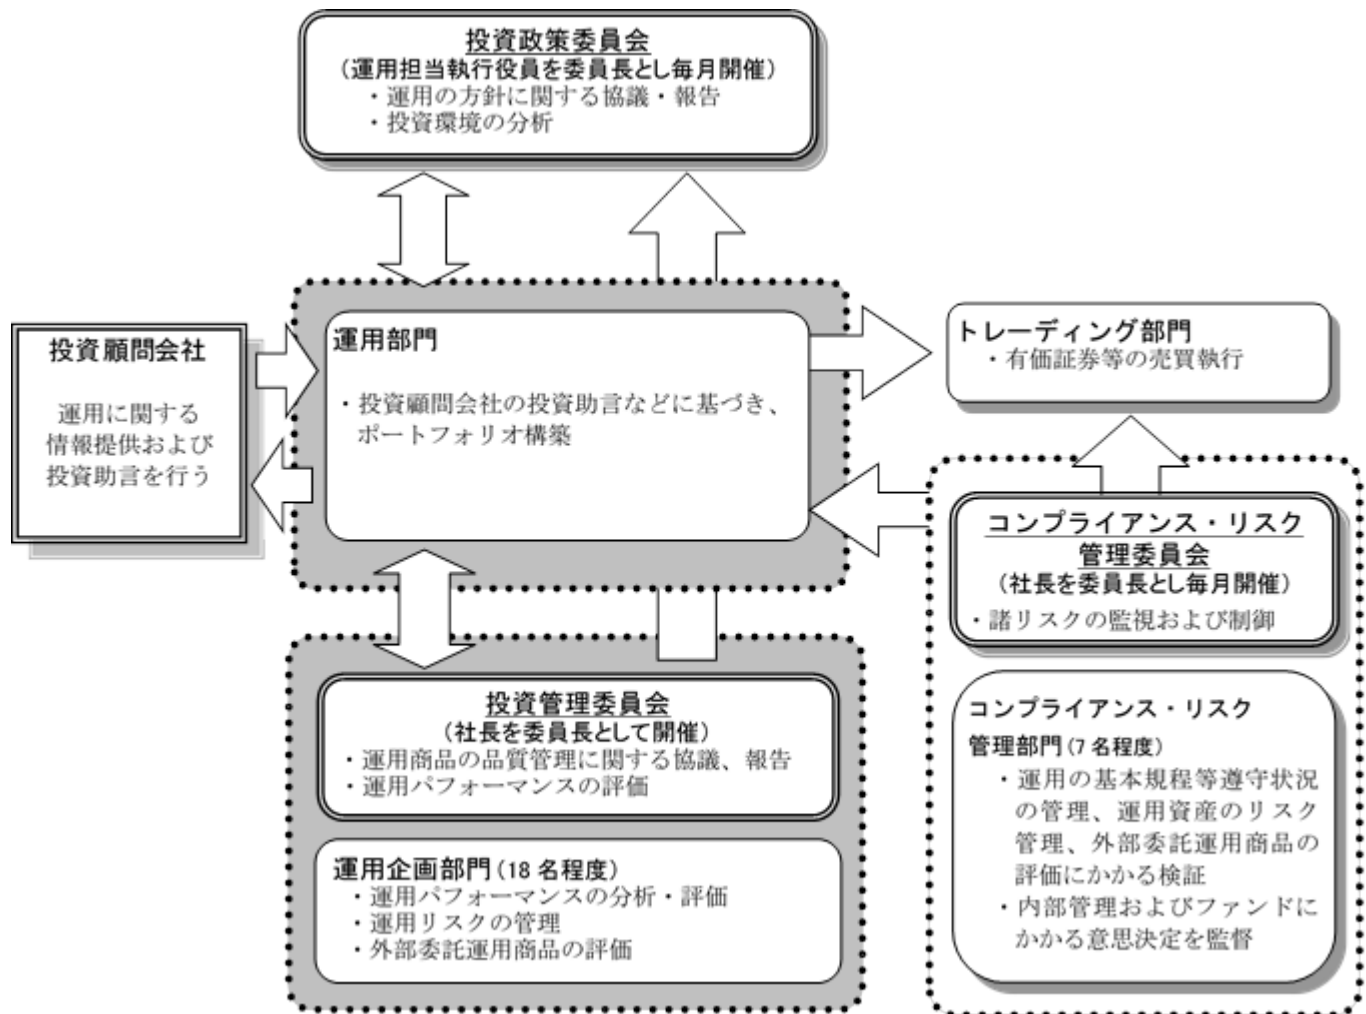 投資政策委員会
（運用担当執行役員を委員長とし毎月開催）
・運用の方針に関する協議・報告
・投資環境の分析
投資顧問会社
運用に関する
情報提供および
投資助言を行う
運用部門
・投資顧問会社の投資助言などに基づき、
ポートフォリオ構築
トレーディング部門
・有価証券等の売買執行
コンプライアンス・リスク
管理委員会
（社長を委員長とし毎月開催）
・諸リスクの監視および制御
コンプライアンス・リスク
管理部門（7名程度）
・運用の基本規程等遵守状況
の管理、運用資産のリスク
管理、外部委託運用商品の
評価にかかる検証
・内部管理およびファンドに
かかる意思決定を監督
投資管理委員会
（社長を委員長として開催）
・運用商品の品質管理に関する協議、報告
・運用パフォーマンスの評価
運用企画部門（18名程度）
・運用パフォーマンスの分析・評価
・運用リスクの管理
・外部委託運用商品の評価